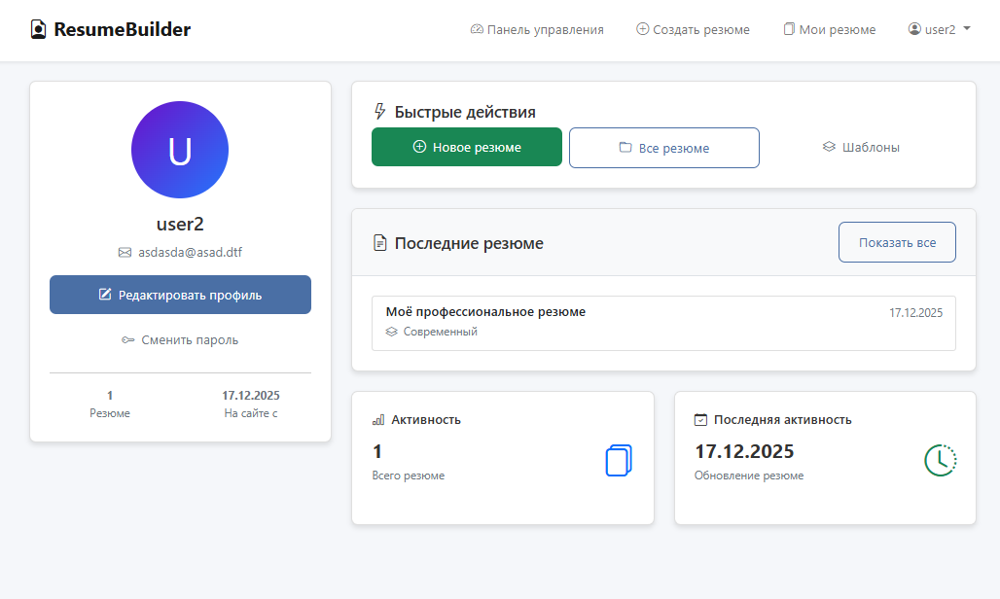 ResumeBuilder
Панель управления
Создать резюме
Мои резюме
user2
U
user2
asdasda@asad.dtf
Редактировать профиль
Сменить пароль
1
Резюме
17.12.2025
На сайте с
Быстрые действия
Новое резюме
Все резюме
Шаблоны
Последние резюме
Показать все
Моё профессиональное резюме
17.12.2025
Современный
Активность
1
Всего резюме
Последняя активность
17.12.2025
Обновление резюме